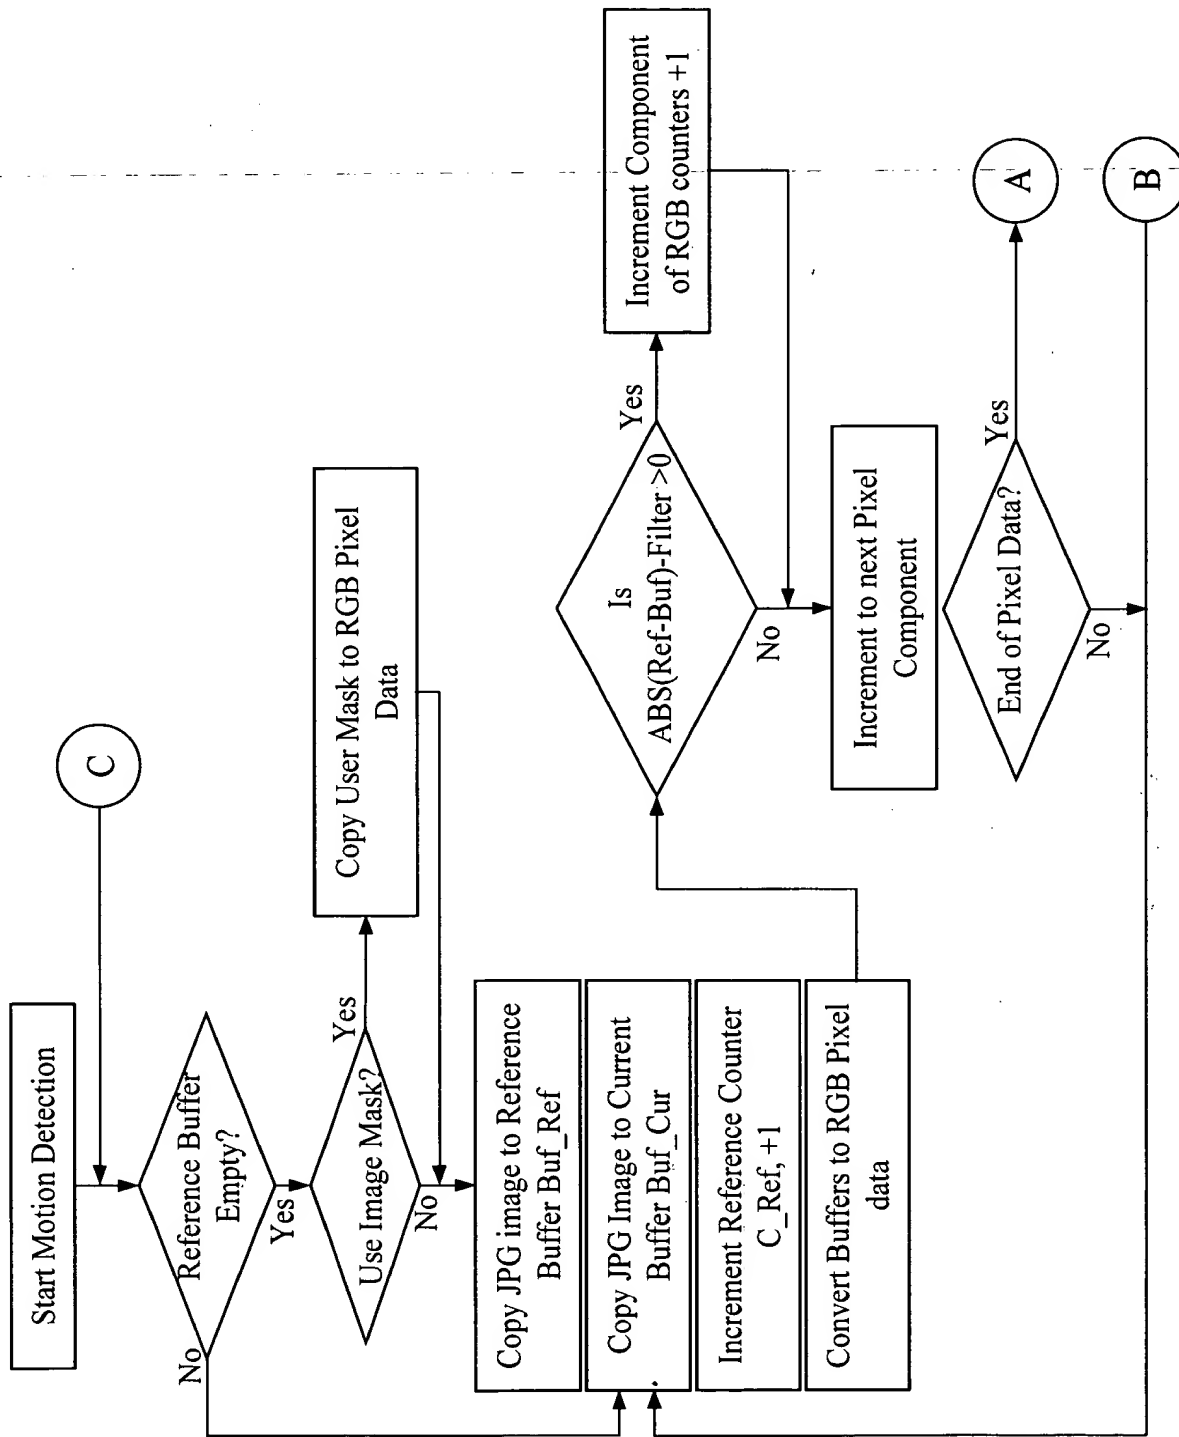 Start Motion Detection
C
Reference Buffer
Empty?
No
Yes
Use Image Mask?
Yes
No
Copy User Mask to RGB Pixel
Data
Copy JPG image to Reference
Buffer Buf_Ref
Copy JPG Image to Current
Buffer Buf_Cur
Increment Reference Counter
C_Ref, +1
Convert Buffers to RGB Pixel
data
Is
ABS(Ref-Buf)-Filter >0
Yes
No
Increment Component
of RGB counters +1
Increment to next Pixel
Component
End of Pixel Data?
Yes
No
A
B